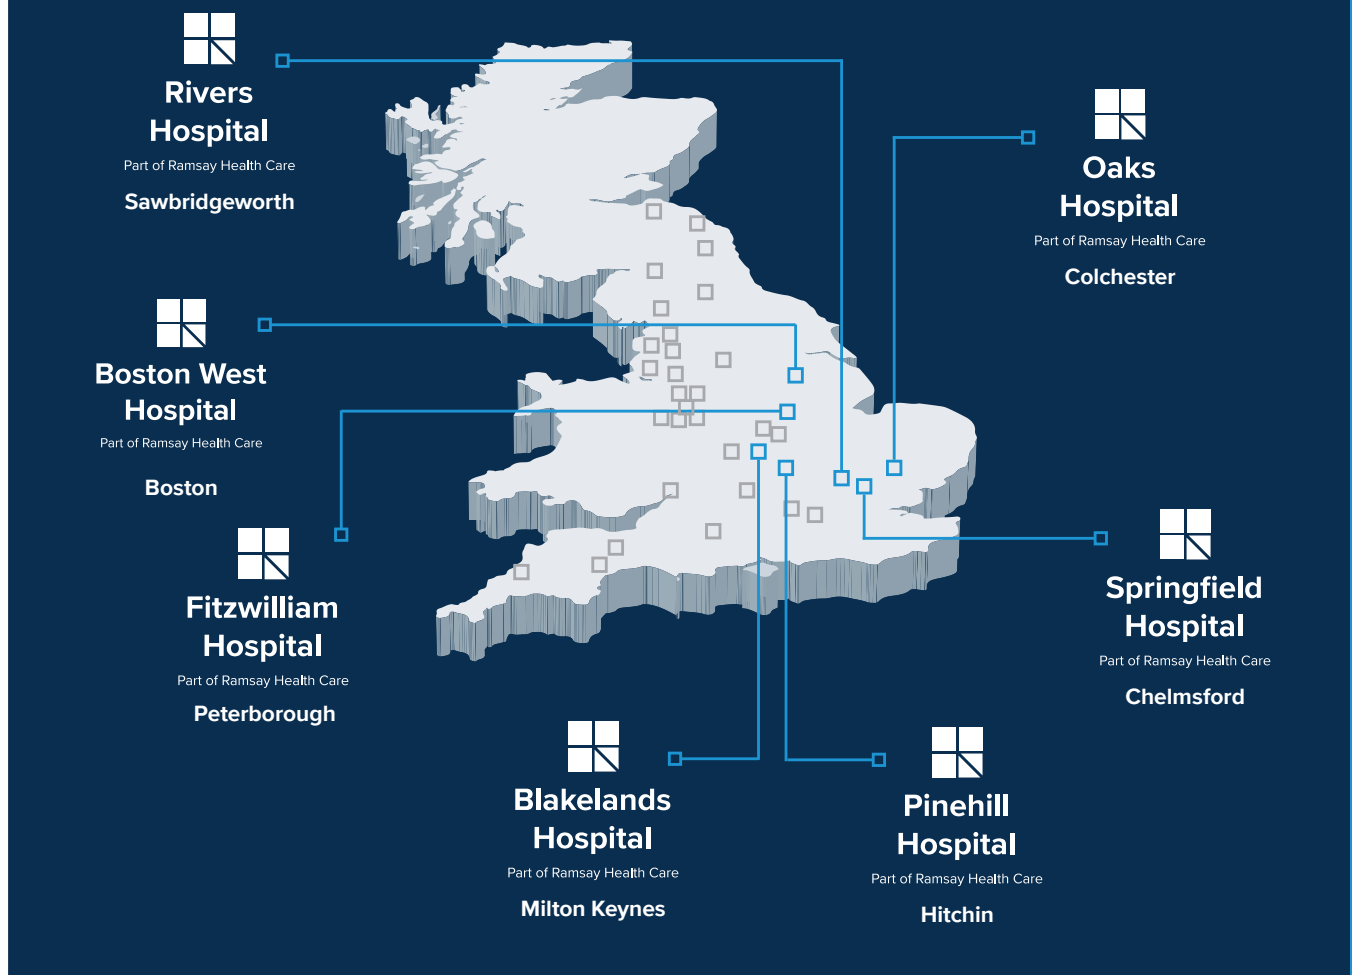 Rivers
Hospital
Part of Ramsay Health Care
Sawbridgeworth
Oaks
Hospital
Part of Ramsay Health Care
Colchester
Boston West
Hospital
Part of Ramsay Health Care
Boston
Fitzwilliam
Hospital
Part of Ramsay Health Care
Peterborough
Springfield
Hospital
Part of Ramsay Health Care
Chelmsford
Blakelands
Hospital
Part of Ramsay Health Care
Milton Keynes
Pinehill
Hospital
Part of Ramsay Health Care
Hitchin